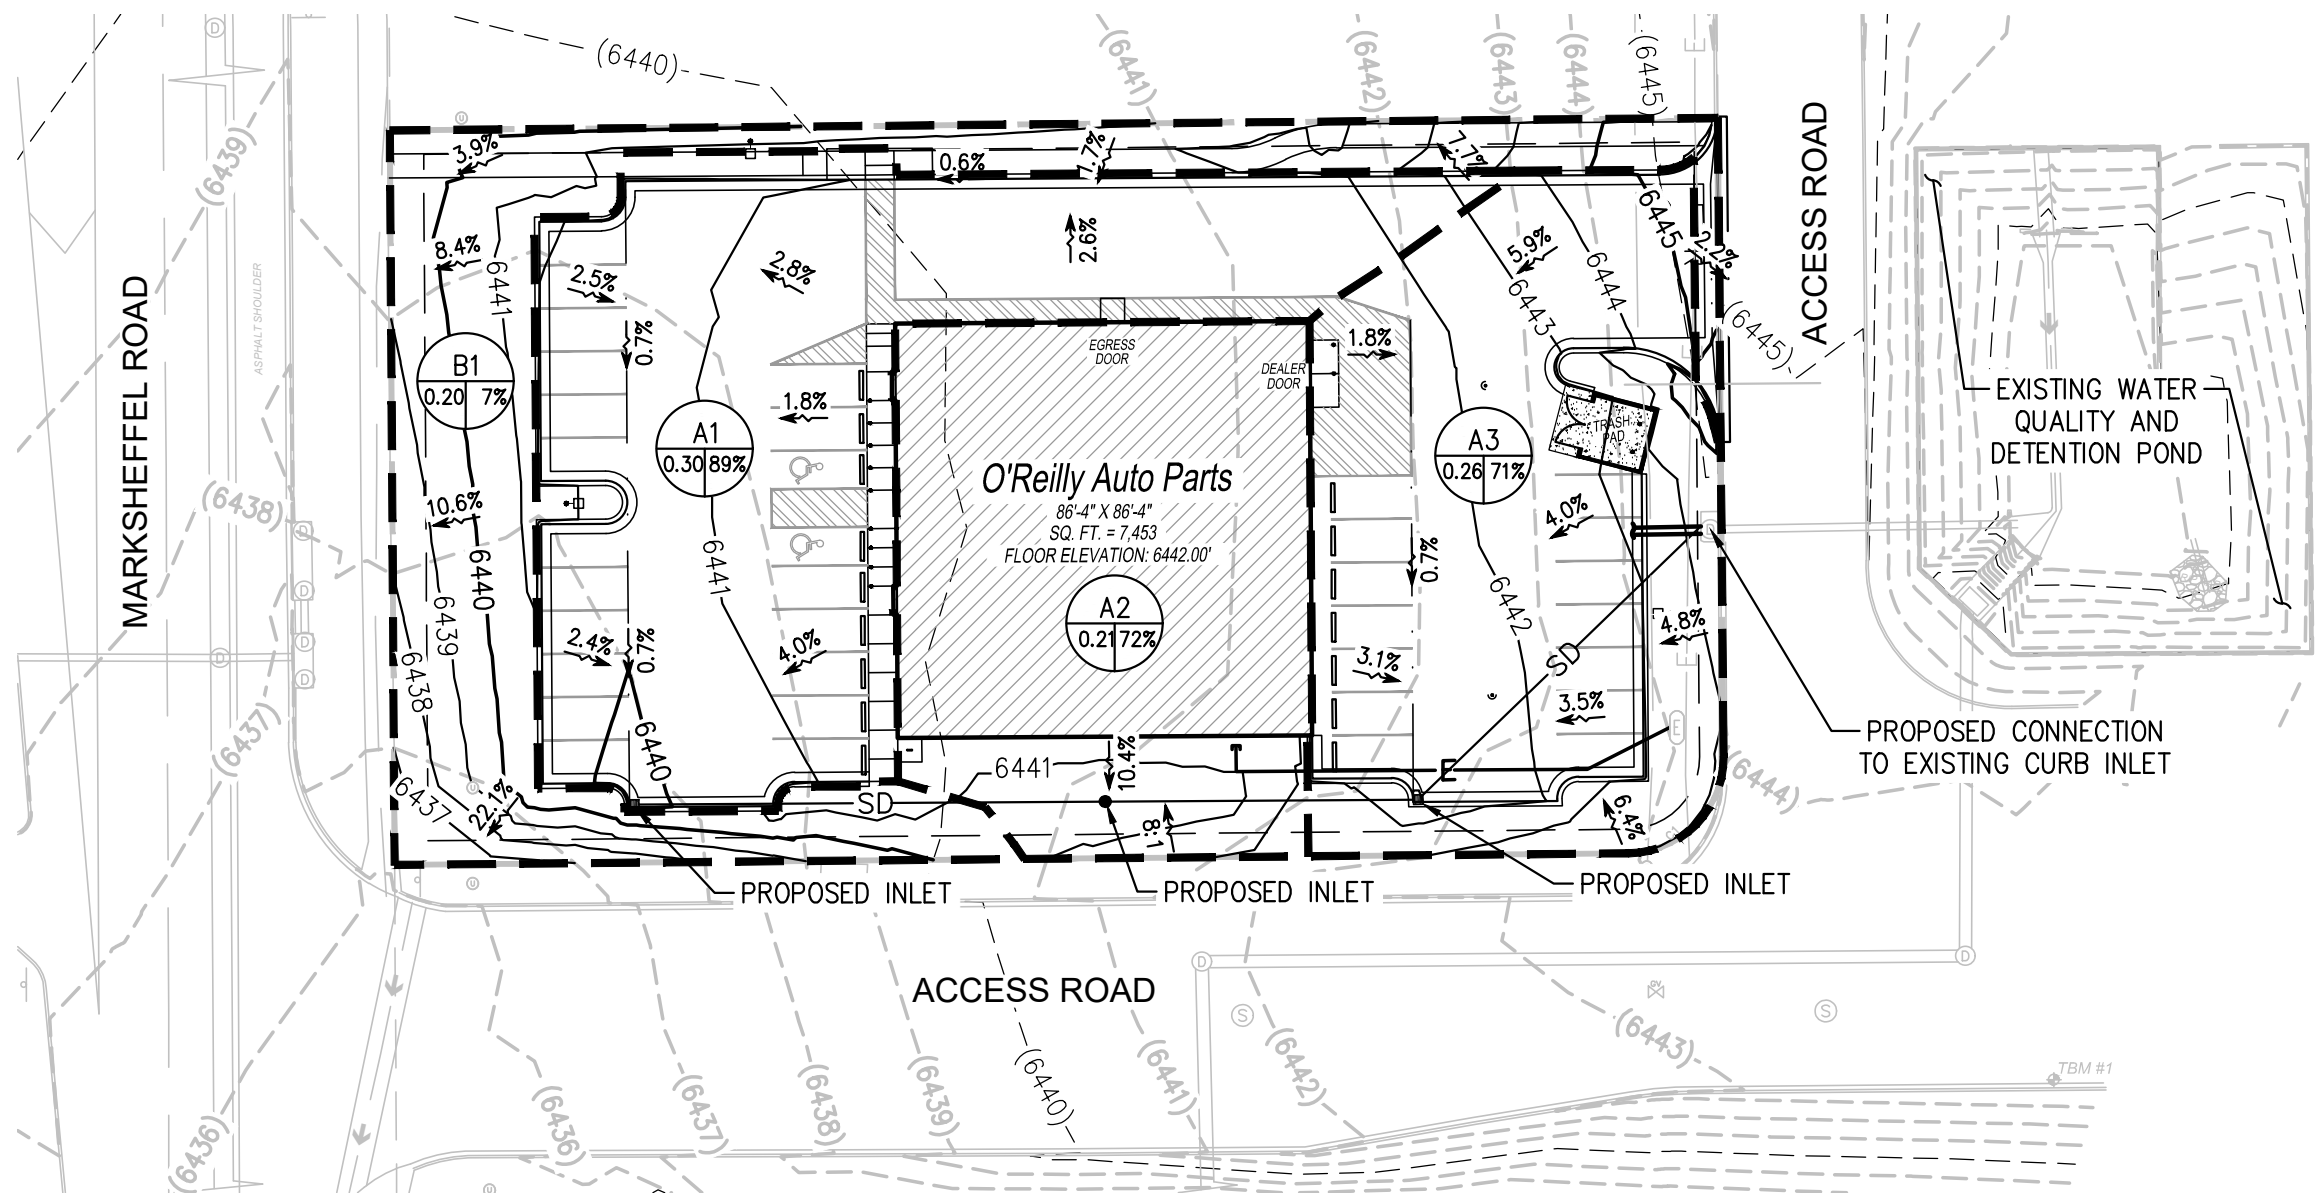 (6440)
(6441)
(6442)
(6443)
(6444)
(6445)
(6439)
3.9%
0.6%
1.7%
7.7%
ACCESS ROAD
MARKSHEFFEL ROAD
ASPHALT SHOULDER
8.4%
6441
2.5%
2.8%
2.6%
5.9%
6445
2.2%
6444
6443
(6445)
0.7%
B1
0.20 7%
EGRESS
DOOR
DEALER
DOOR
1.8%
1.8%
A1
0.30 89%
A3
0.26 71%
TRASH
PAD
EXISTING WATER
QUALITY AND
DETENTION POND
O'Reilly Auto Parts
86'-4" X 86'-4"
SQ. FT. = 7,453
FLOOR ELEVATION: 6442.00'
(6438)
10.6%
4.0%
6440
6441
0.7%
6442
A2
0.21 72%
6439
6438
2.4%
0.7%
4.0%
3.1%
SD
4.8%
3.5%
(6437)
6437
22.1%
6440
SD
6441
10.4%
1.8
E
E
6.4%
(6444)
PROPOSED CONNECTION
TO EXISTING CURB INLET
PROPOSED INLET
PROPOSED INLET
PROPOSED INLET
ACCESS ROAD
D
D
S
S
(6436)
(6436)
(6437)
(6438)
(6439)
(6440)
(6441)
(6442)
(6443)
TBM #1